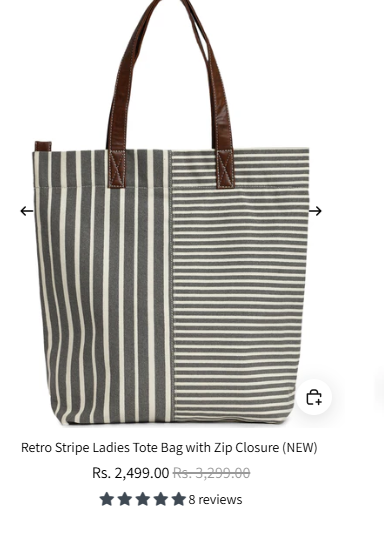 Retro Stripe Ladies Tote Bag with Zip Closure (NEW)
Rs. 2,499.00 Rs. 3,299.00
8 reviews